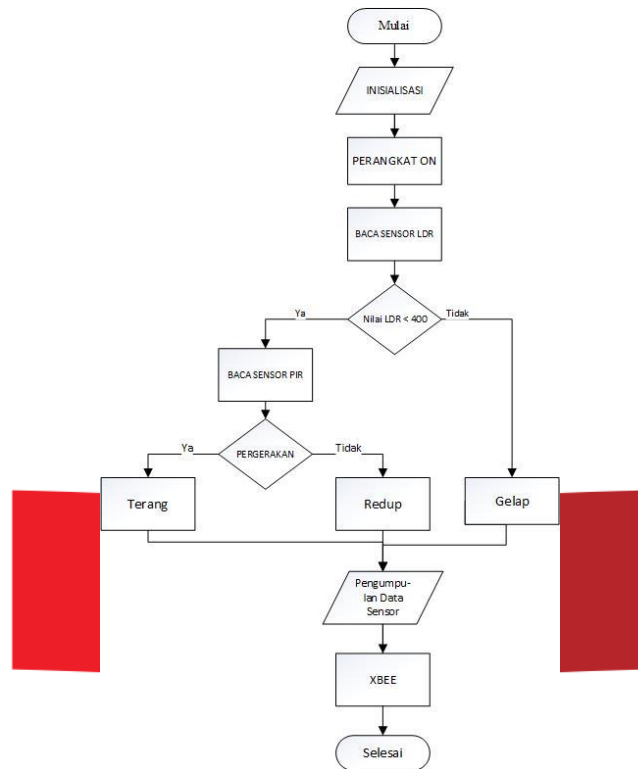 Mulai
INISIALISASI
PERANGKAT ON
BACA SENSOR LDR
Nilai LDR < 400
Ya
Tidak
BACA SENSOR PIR
PERGERAKAN
Ya
Tidak
Terang
Redup
Gelap
Pengumpu-
lan Data
Sensor
XBEE
Selesai